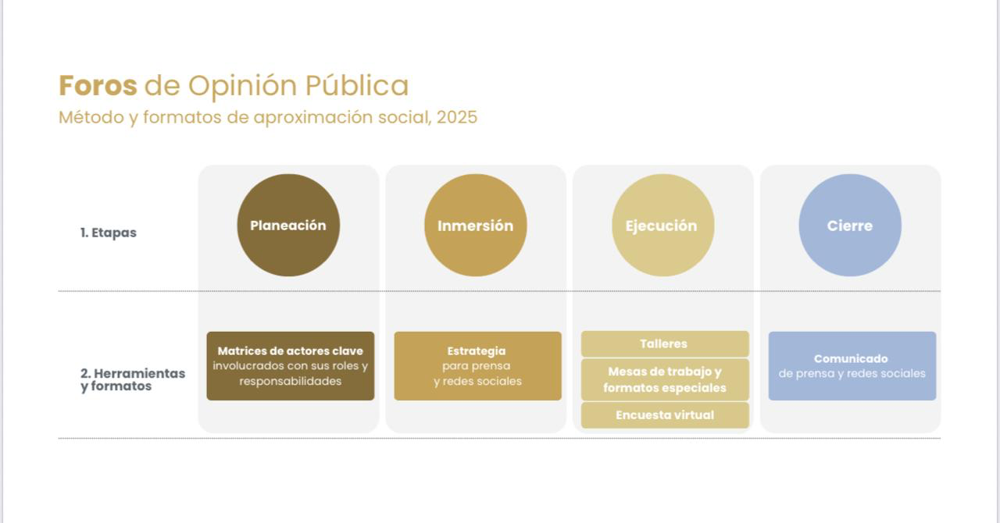 Foros de Opinión Pública
Método y formatos de aproximación social, 2025
1. Etapas
Planeación
Inmersión
Ejecución
Cierre
2. Herramientas
y formatos
Matrices de actores clave
involucrados con sus roles y
responsabilidades
Estrategia
para prensa
y redes sociales
Talleres
Mesas de trabajo y
formatos especiales
Encuesta virtual
Comunicado
de prensa y redes sociales